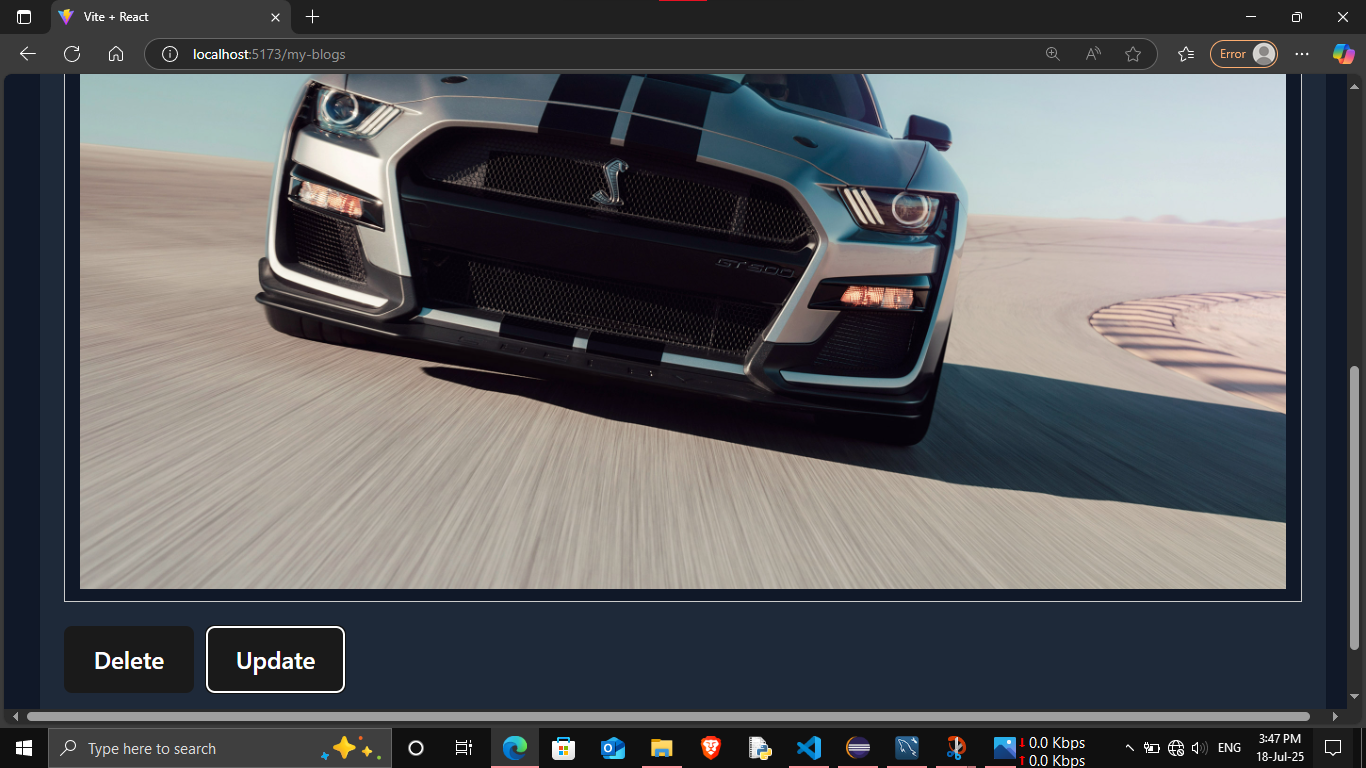 Vite + React
localhost:5173/my-blogs
Error
GT500
Delete
Update
Type here to search
0.0 Kbps
0.0 Kbps
ENG
3:47 PM
18-Jul-25